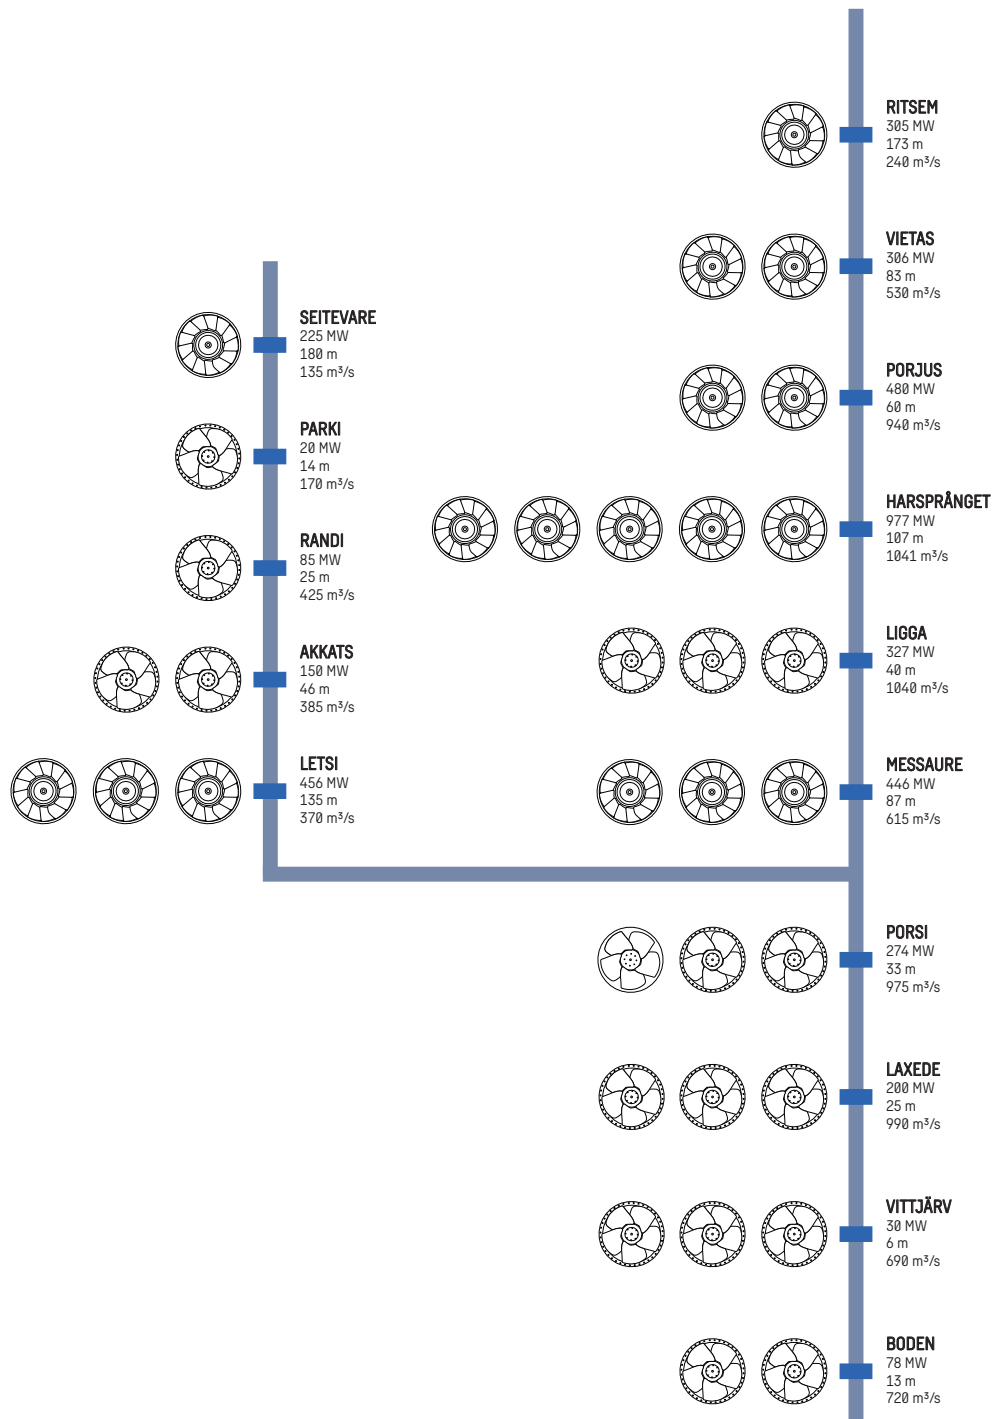 RITSEM
305 MW
173 m
240 m³/s
VIETAS
306 MW
83 m
530 m³/s
SEITEVARE
225 MW
180 m
135 m³/s
PORJUS
480 MW
60 m
940 m³/s
PARKI
20 MW
14 m
170 m³/s
HARSPRÅNGET
977 MW
107 m
1041 m³/s
RANDI
85 MW
25 m
425 m³/s
LIGGA
327 MW
40 m
1040 m³/s
AKKATS
150 MW
46 m
385 m³/s
LETSI
456 MW
135 m
370 m³/s
MESSAURE
446 MW
87 m
615 m³/s
PORSI
274 MW
33 m
975 m³/s
LAXEDE
200 MW
25 m
990 m³/s
VITTJÄRV
30 MW
6 m
690 m³/s
BODEN
78 MW
13 m
720 m³/s